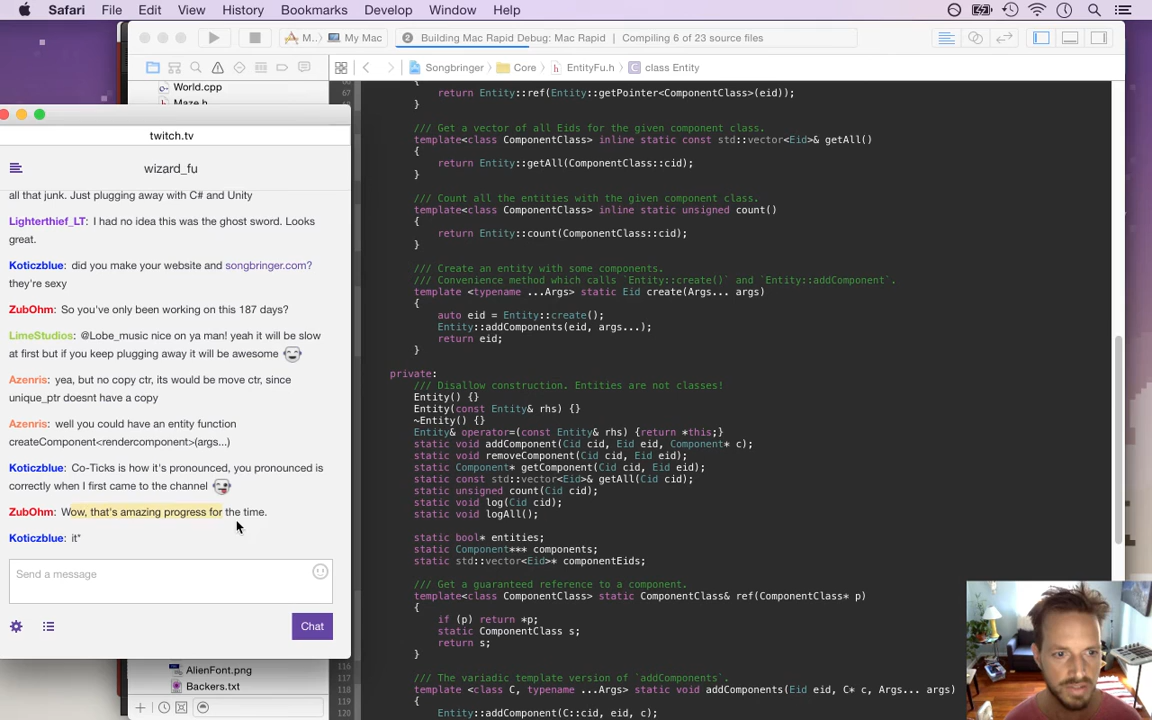 Safari File Edit View History Bookmarks Develop Window Help
M... My Mac
2 Building Mac Rapid Debug: Mac Rapid | Compiling 6 of 23 source files
Songbringer Core EntityFu.h class Entity
World.cpp
Maze.h
twitch.tv
wizard_fu
all that junk. Just plugging away with C# and Unity
Lighterthief_LT: I had no idea this was the ghost sword. Looks
great.
Koticzblue: did you make your website and songbringer.com?
they're sexy
ZubOhm: So you've only been working on this 187 days?
LimeStudios: @Lobe_music nice on ya man! yeah it will be slow
at first but if you keep plugging away it will be awesome
Azenris: yea, but no copy ctr, its would be move ctr, since
unique_ptr doesnt have a copy
Azenris: well you could have an entity function
createComponent<rendercomponent>(args...)
Koticzblue: Co-Ticks is how it's pronounced, you pronounced is
correctly when I first came to the channel
ZubOhm: Wow, that's amazing progress for the time.
Koticzblue: it*
Send a message
Chat
AlienFont.png
Backers.txt
67 return Entity::ref(Entity::getPointer<ComponentClass>(eid));
}
/// Get a vector of all Eids for the given component class.
template<class ComponentClass> inline static const std::vector<Eid>& getAll()
{
return Entity::getAll(ComponentClass::cid);
}
/// Count all the entities with the given component class.
template<class ComponentClass> inline static unsigned count()
{
return Entity::count(ComponentClass::cid);
}
/// Create an entity with some components.
/// Convenience method which calls `Entity::create()` and `Entity::addComponent`.
template <typename ...Args> static Eid create(Args... args)
{
auto eid = Entity::create();
Entity::addComponents(eid, args...);
return eid;
}
private:
/// Disallow construction. Entities are not classes!
Entity() {}
Entity(const Entity& rhs) {}
~Entity() {}
Entity& operator=(const Entity& rhs) {return *this;}
static void addComponent(Cid cid, Eid eid, Component* c);
static void removeComponent(Cid cid, Eid eid);
static Component* getComponent(Cid cid, Eid eid);
static const std::vector<Eid>& getAll(Cid cid);
static unsigned count(Cid cid);
static void log(Cid cid);
static void logAll();
static bool* entities;
static Component*** components;
static std::vector<Eid>* componentEids;
/// Get a guaranteed reference to a component.
template<class ComponentClass> static ComponentClass& ref(ComponentClass* p)
{
if (p) return *p;
static ComponentClass s;
return s;
116 }
117 /// The variadic template version of `addComponents`.
118 template <class C, typename ...Args> static void addComponents(Eid eid, C* c, Args... args)
119 {
120 Entity::addComponent(C::cid, eid, c);